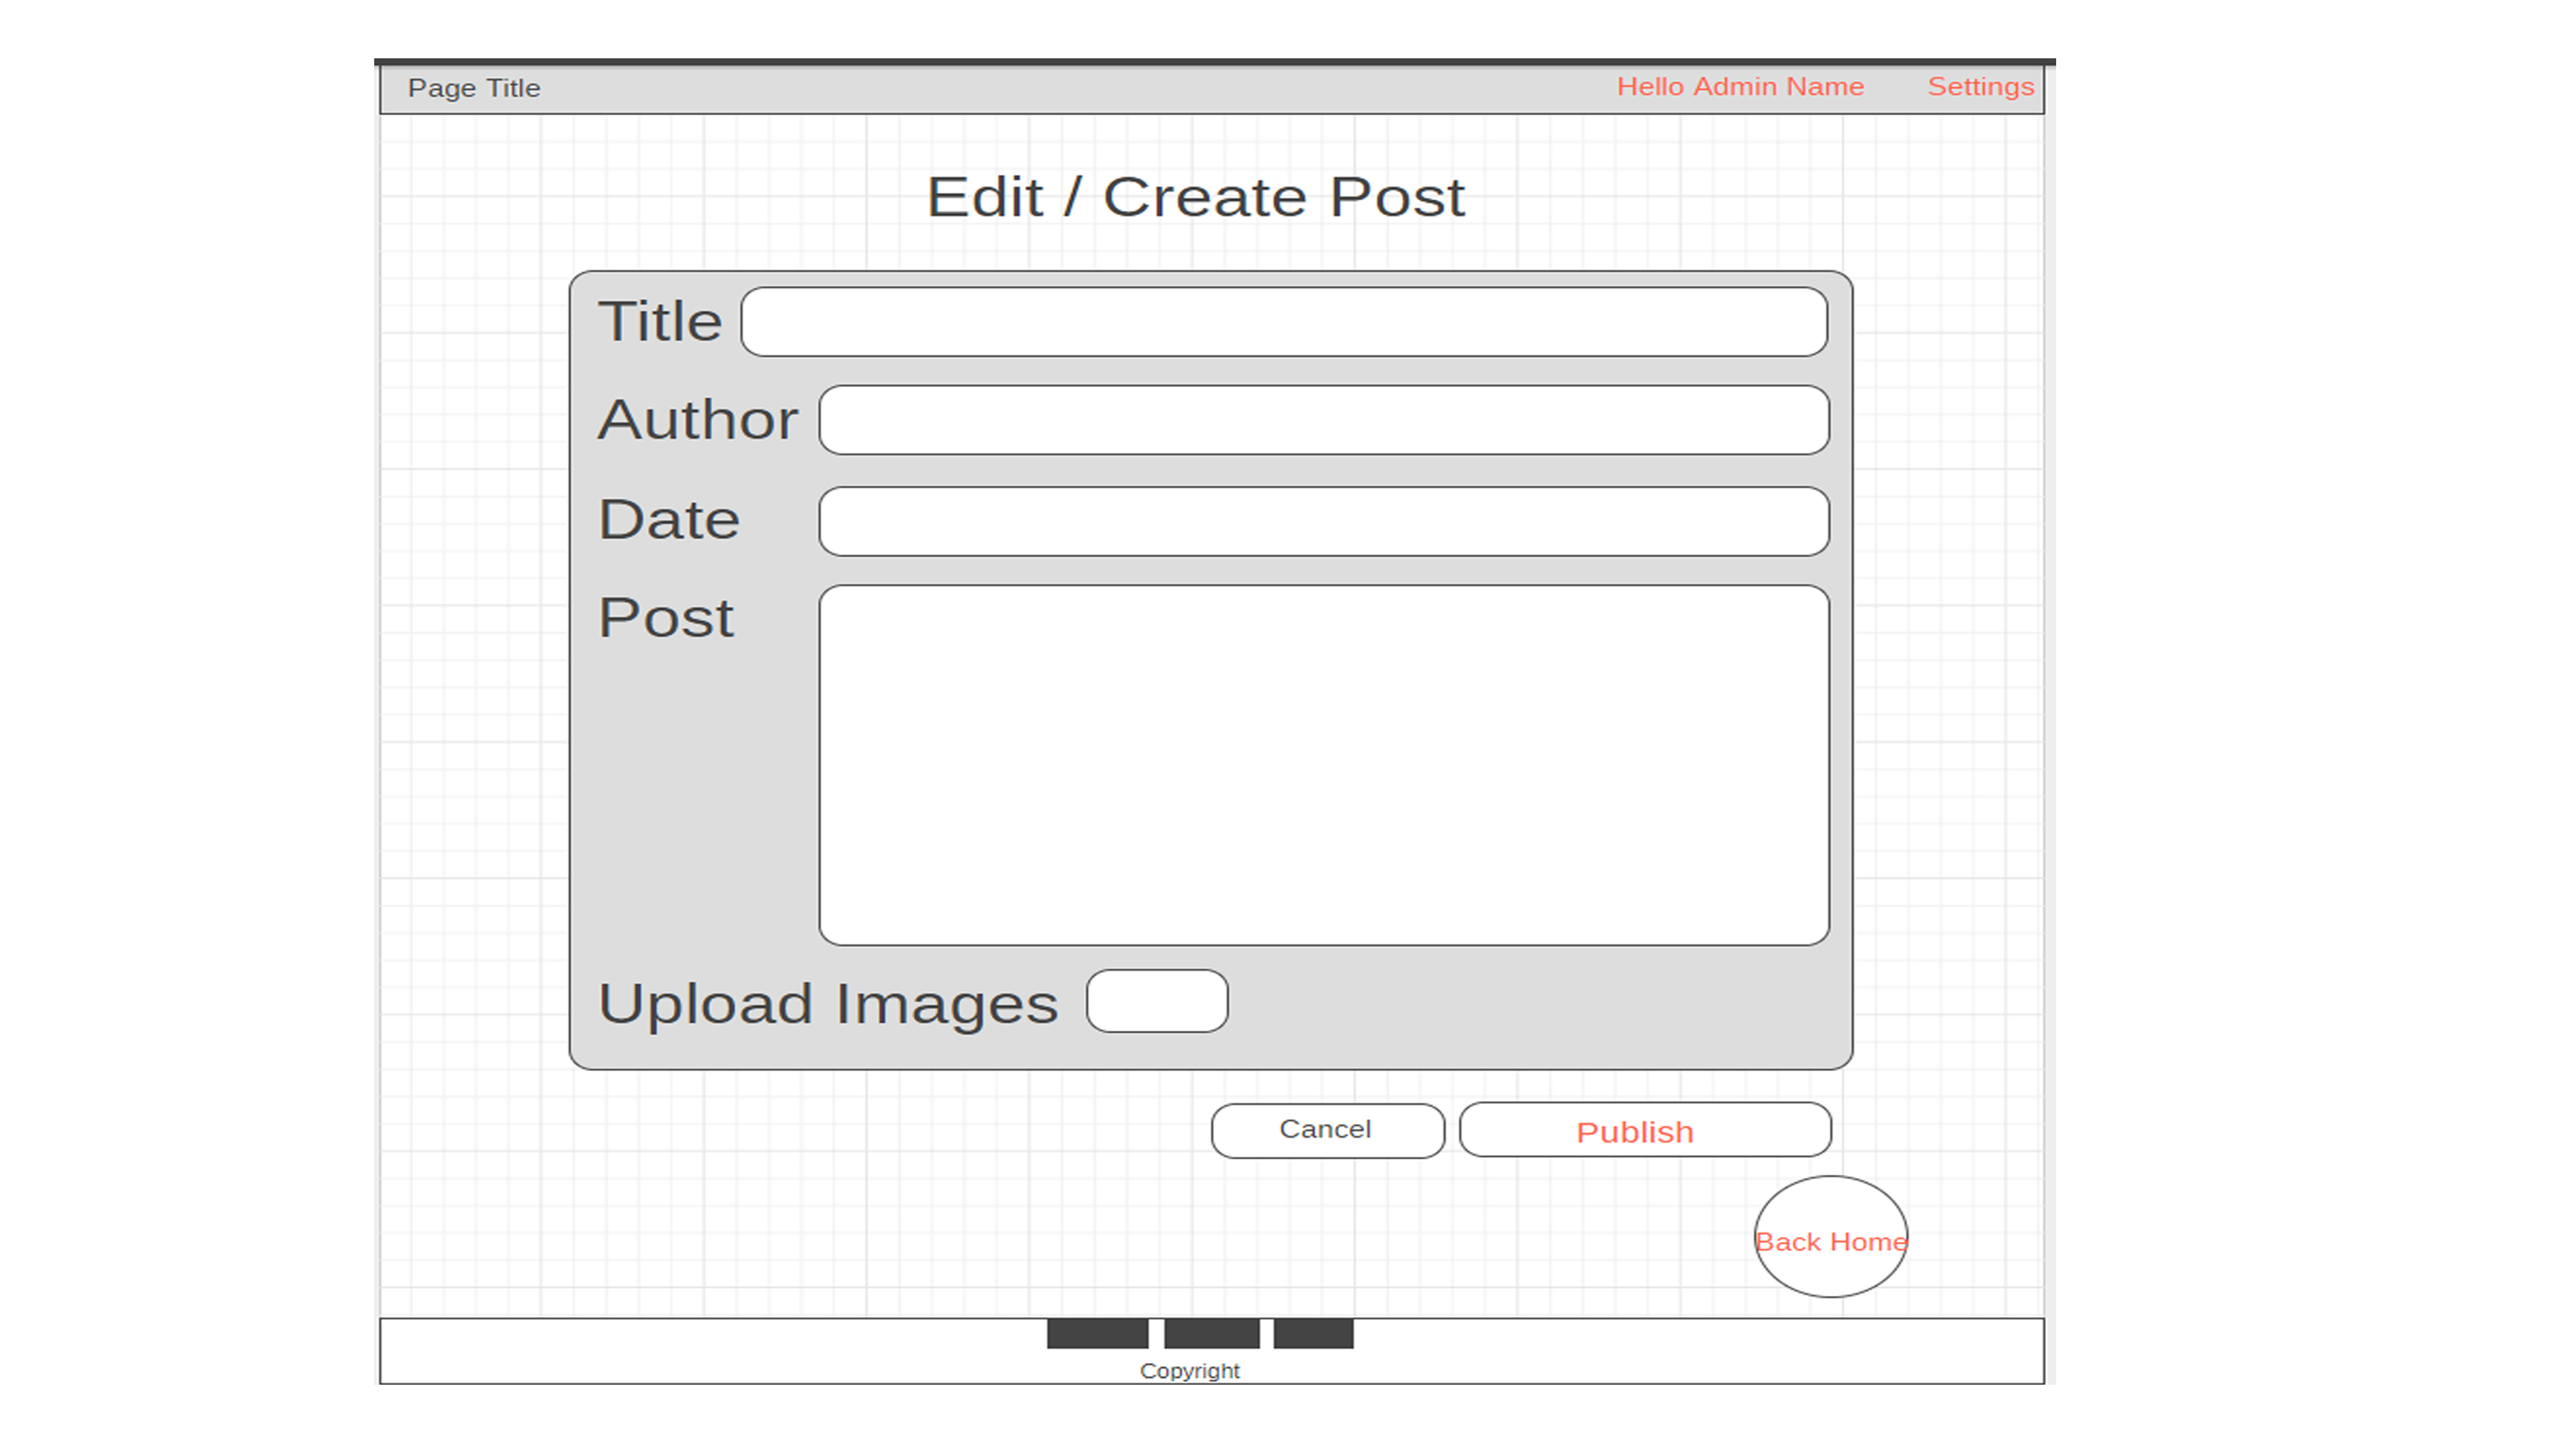 Page Title
Hello Admin Name
Settings
Edit / Create Post
Title
Author
Date
Post
Upload Images
Cancel
Publish
Back Home
Copyright